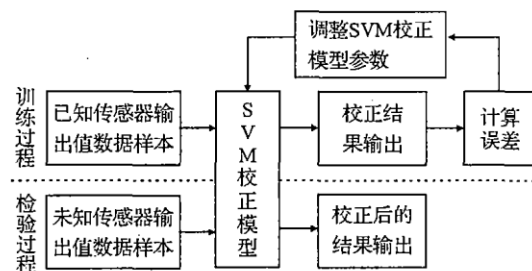 调整SVM校正
模型参数
训练过程
已知传感器输
出值数据样本
SVM校正模型
校正结
果输出
计算
误差
检验过程
未知传感器输
出值数据样本
校正后的
结果输出